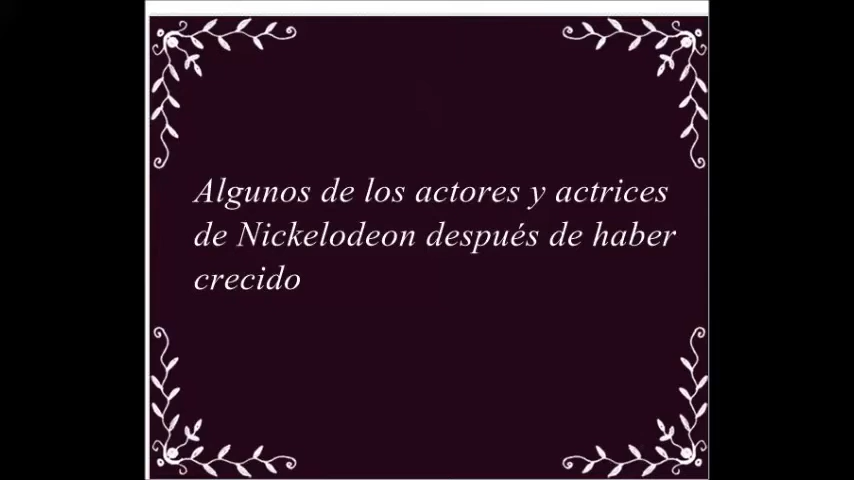 Algunos de los actores y actrices
de Nickelodeon después de haber
crecido